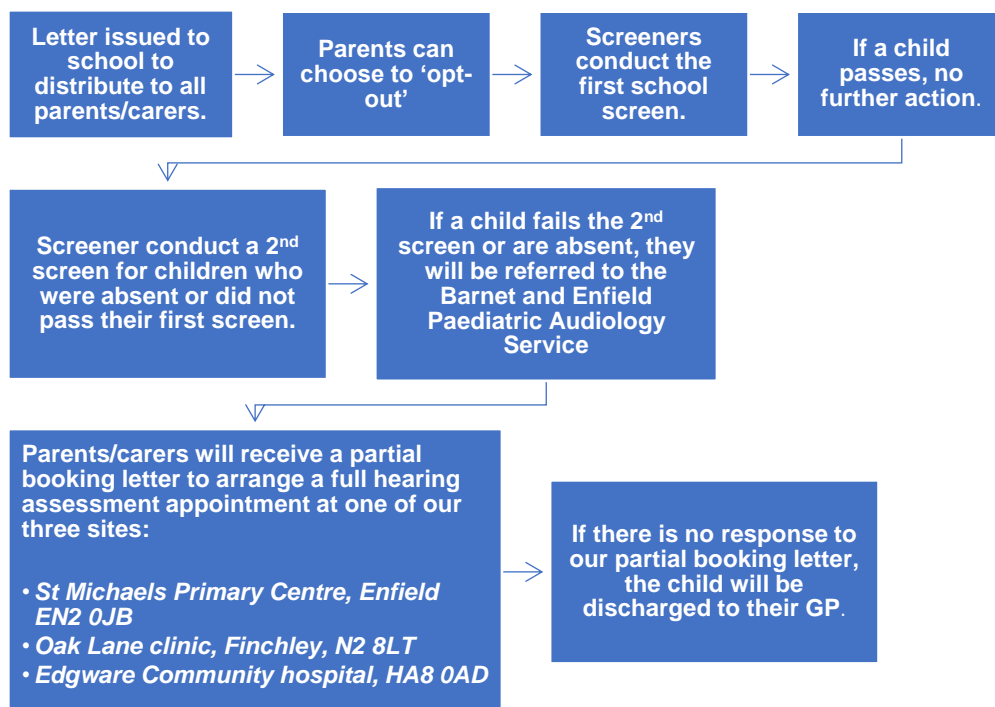 Letter issued to
school to
distribute to all
parents/carers.
Parents can
choose to ‘opt-
out’
Screeners
conduct the
first school
screen.
If a child
passes, no
further action.
Screener conduct a 2nd
screen for children who
were absent or did not
pass their first screen.
If a child fails the 2nd
screen or are absent, they
will be referred to the
Barnet and Enfield
Paediatric Audiology
Service
Parents/carers will receive a partial
booking letter to arrange a full hearing
assessment appointment at one of our
three sites:
• St Michaels Primary Centre, Enfield
EN2 0JB
• Oak Lane clinic, Finchley, N2 8LT
• Edgware Community hospital, HA8 0AD
If there is no response to
our partial booking letter,
the child will be
discharged to their GP.